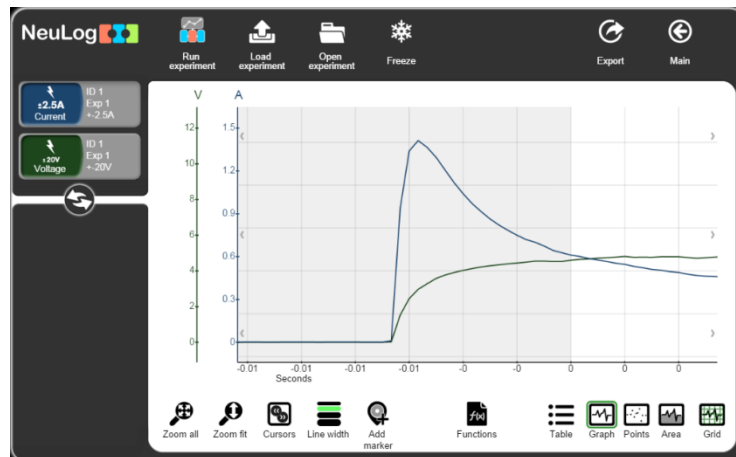 NeuLog
Run
experiment
Load
experiment
Open
experiment
Freeze
Export
Main
±2.5A
Current
ID 1
Exp 1
+-2.5A
±20V
Voltage
ID 1
Exp 1
+-20V
V
A
12
10
8
6
4
2
0
1.5
1.2
0.9
0.6
0.3
0
-0.01
-0.01
-0.01
-0.01
-0
-0
0
0
0
Seconds
Zoom all
Zoom fit
Cursors
Line width
Add
marker
f(x)
Functions
Table
Graph
Points
Area
Grid